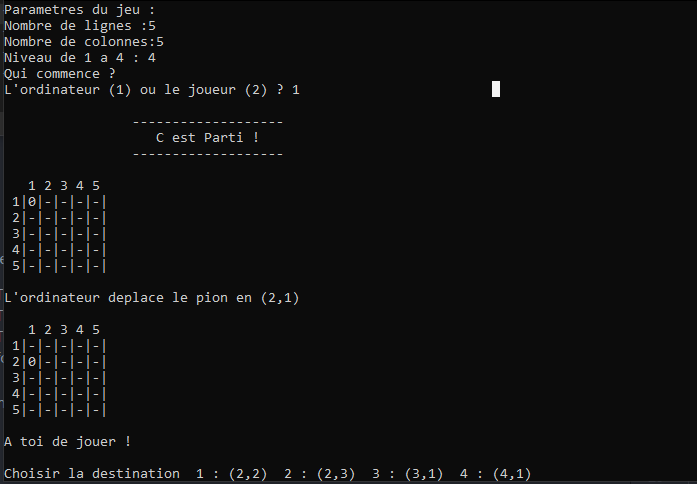 Parametres du jeu :
Nombre de lignes :5
Nombre de colonnes:5
Niveau de 1 a 4 : 4
Qui commence ?
L'ordinateur (1) ou le joueur (2) ? 1
-------------------
C est Parti !
-------------------
1 2 3 4 5
1|0|-|-|-|-|
2|-|-|-|-|-|
3|-|-|-|-|-|
4|-|-|-|-|-|
5|-|-|-|-|-|
L'ordinateur deplace le pion en (2,1)
1 2 3 4 5
1|-|-|-|-|-|
2|0|-|-|-|-|
3|-|-|-|-|-|
4|-|-|-|-|-|
5|-|-|-|-|-|
A toi de jouer !
Choisir la destination  1 : (2,2)  2 : (2,3)  3 : (3,1)  4 : (4,1)